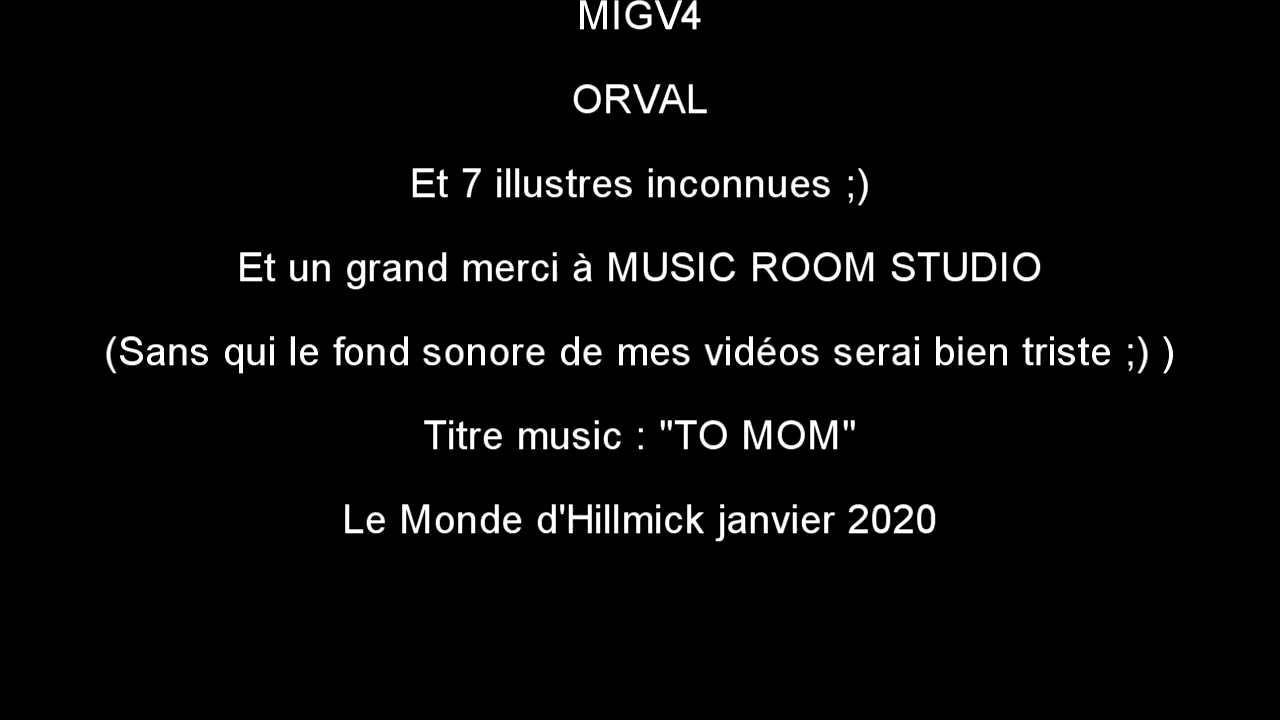 MIGV4
ORVAL
Et 7 illustres inconnues ;)
Et un grand merci à MUSIC ROOM STUDIO
(Sans qui le fond sonore de mes vidéos serai bien triste ;) )
Titre music : "TO MOM"
Le Monde d'Hillmick janvier 2020